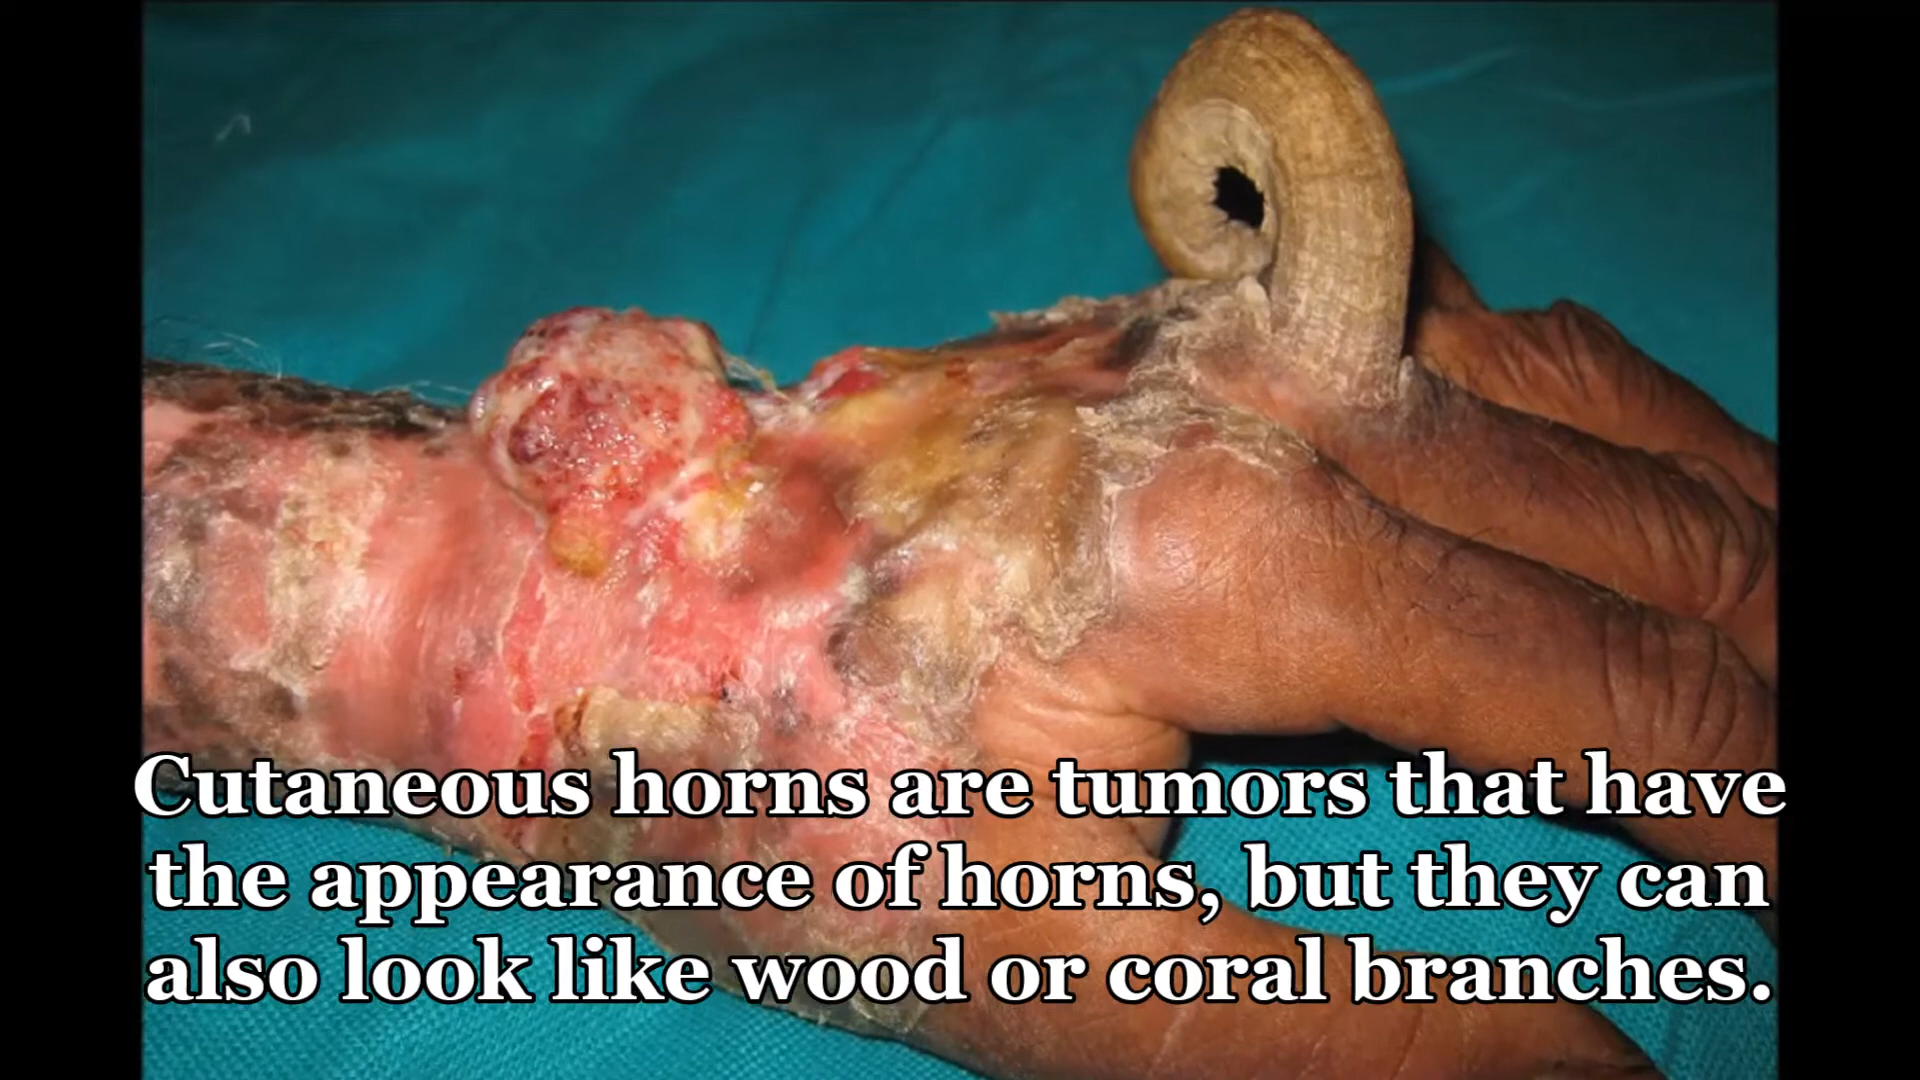 Cutaneous horns are tumors that have
the appearance of horns, but they can
also look like wood or coral branches.